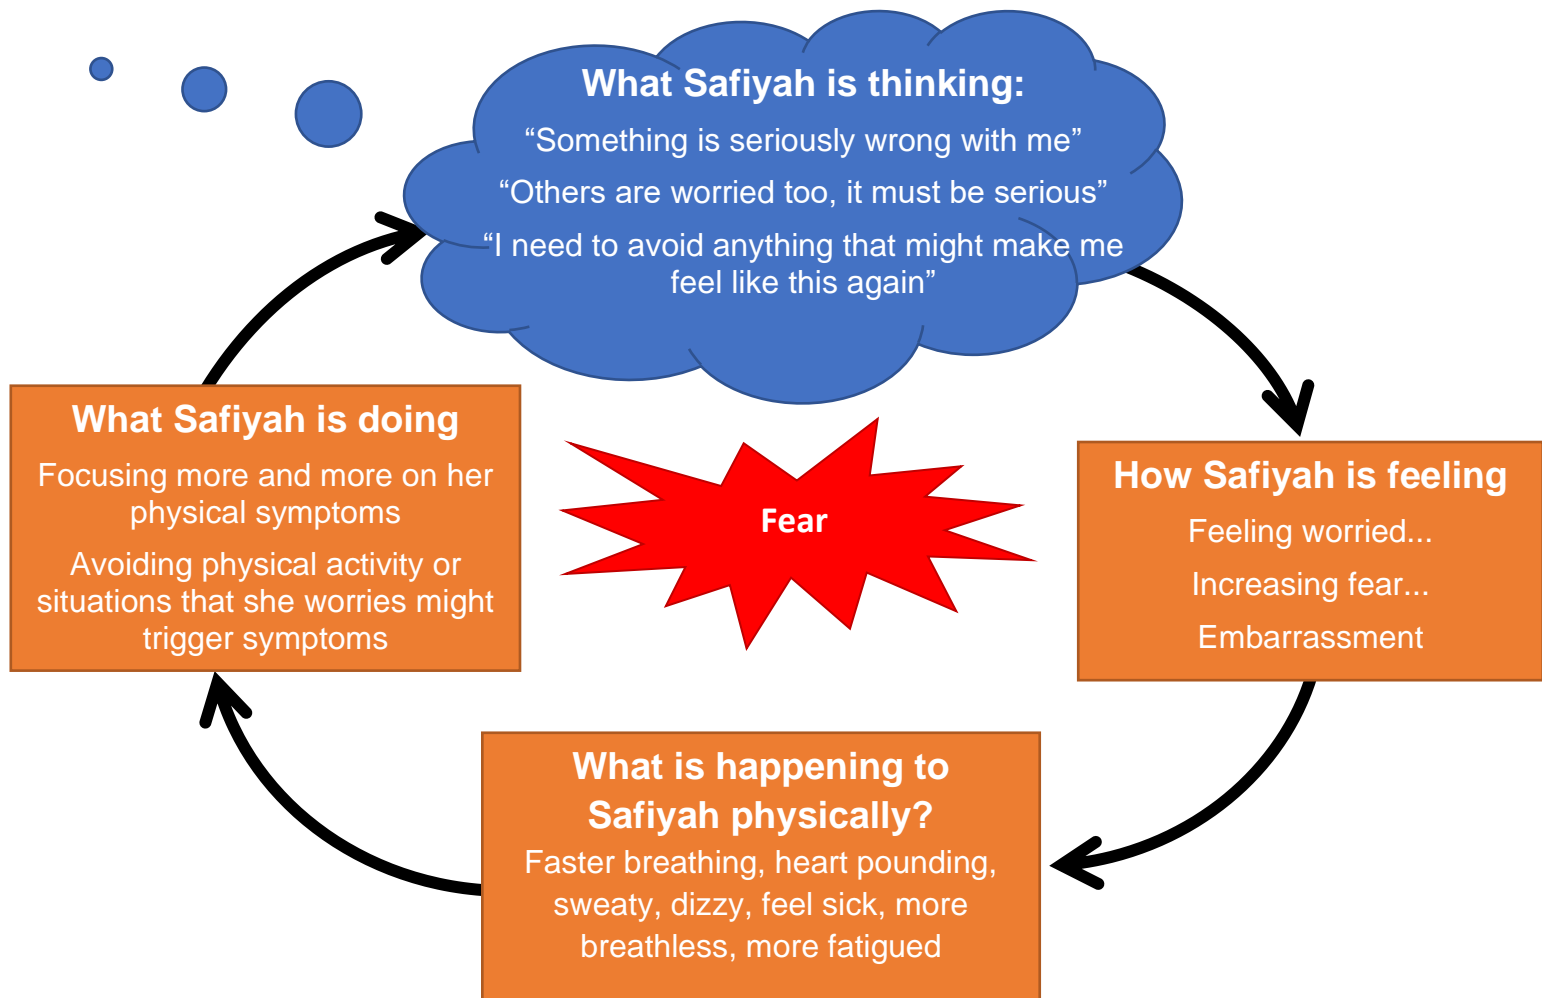 What Safiyah is thinking:
“Something is seriously wrong with me”
“Others are worried too, it must be serious”
“I need to avoid anything that might make me
feel like this again”
What Safiyah is doing
Focusing more and more on her
physical symptoms
Avoiding physical activity or
situations that she worries might
trigger symptoms
Fear
How Safiyah is feeling
Feeling worried...
Increasing fear...
Embarrassment
What is happening to
Safiyah physically?
Faster breathing, heart pounding,
sweaty, dizzy, feel sick, more
breathless, more fatigued